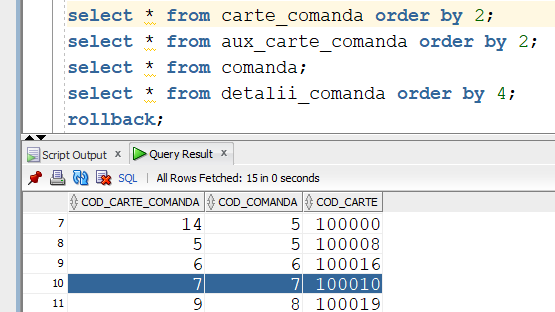 select * from carte_comanda order by 2;
select * from aux_carte_comanda order by 2;
select * from comanda;
select * from detalii_comanda order by 4;
rollback;
Script Output x Query Result x
SQL | All Rows Fetched: 15 in 0 seconds
COD_CARTE_COMANDA COD_COMANDA COD_CARTE
7 14 5 100000
8 5 5 100008
9 6 6 100016
10 7 7 100010
11 9 8 100019